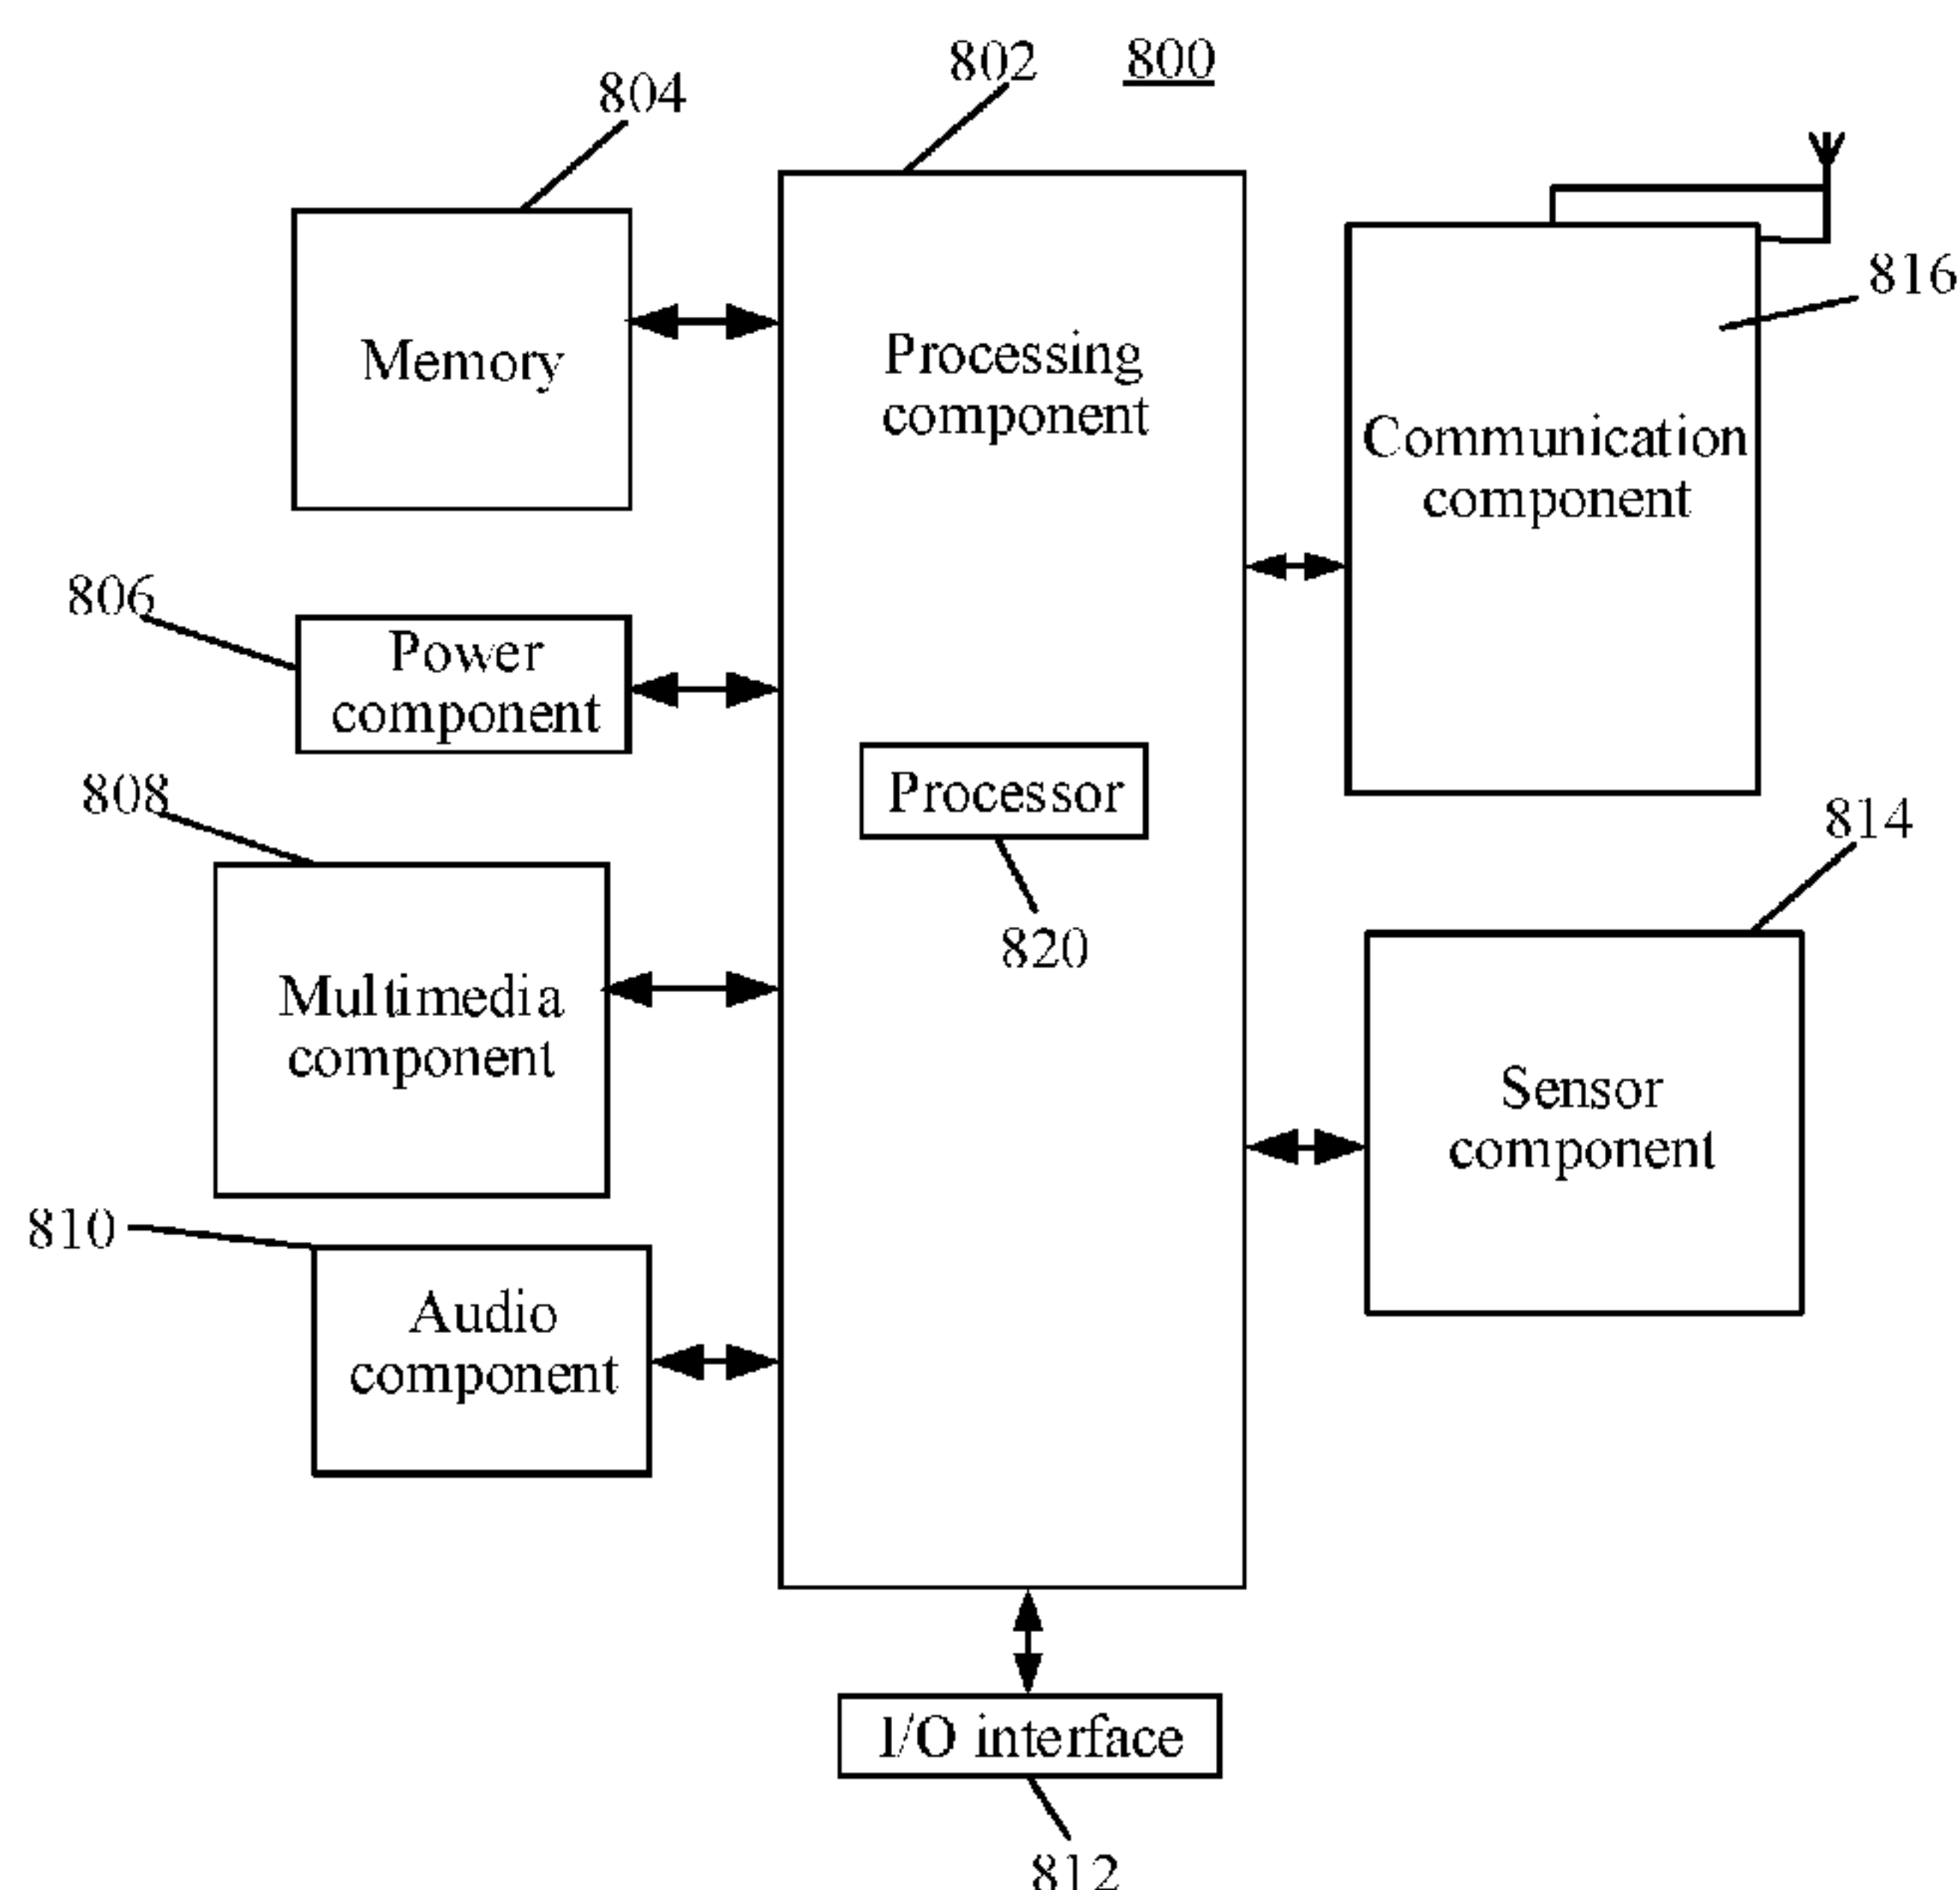 802
800
804
816
Memory
Processing
component
Communication
component
806
Power
component
Processor
808
814
820
Multimedia
component
Sensor
component
810
Audio
component
I/O interface
812